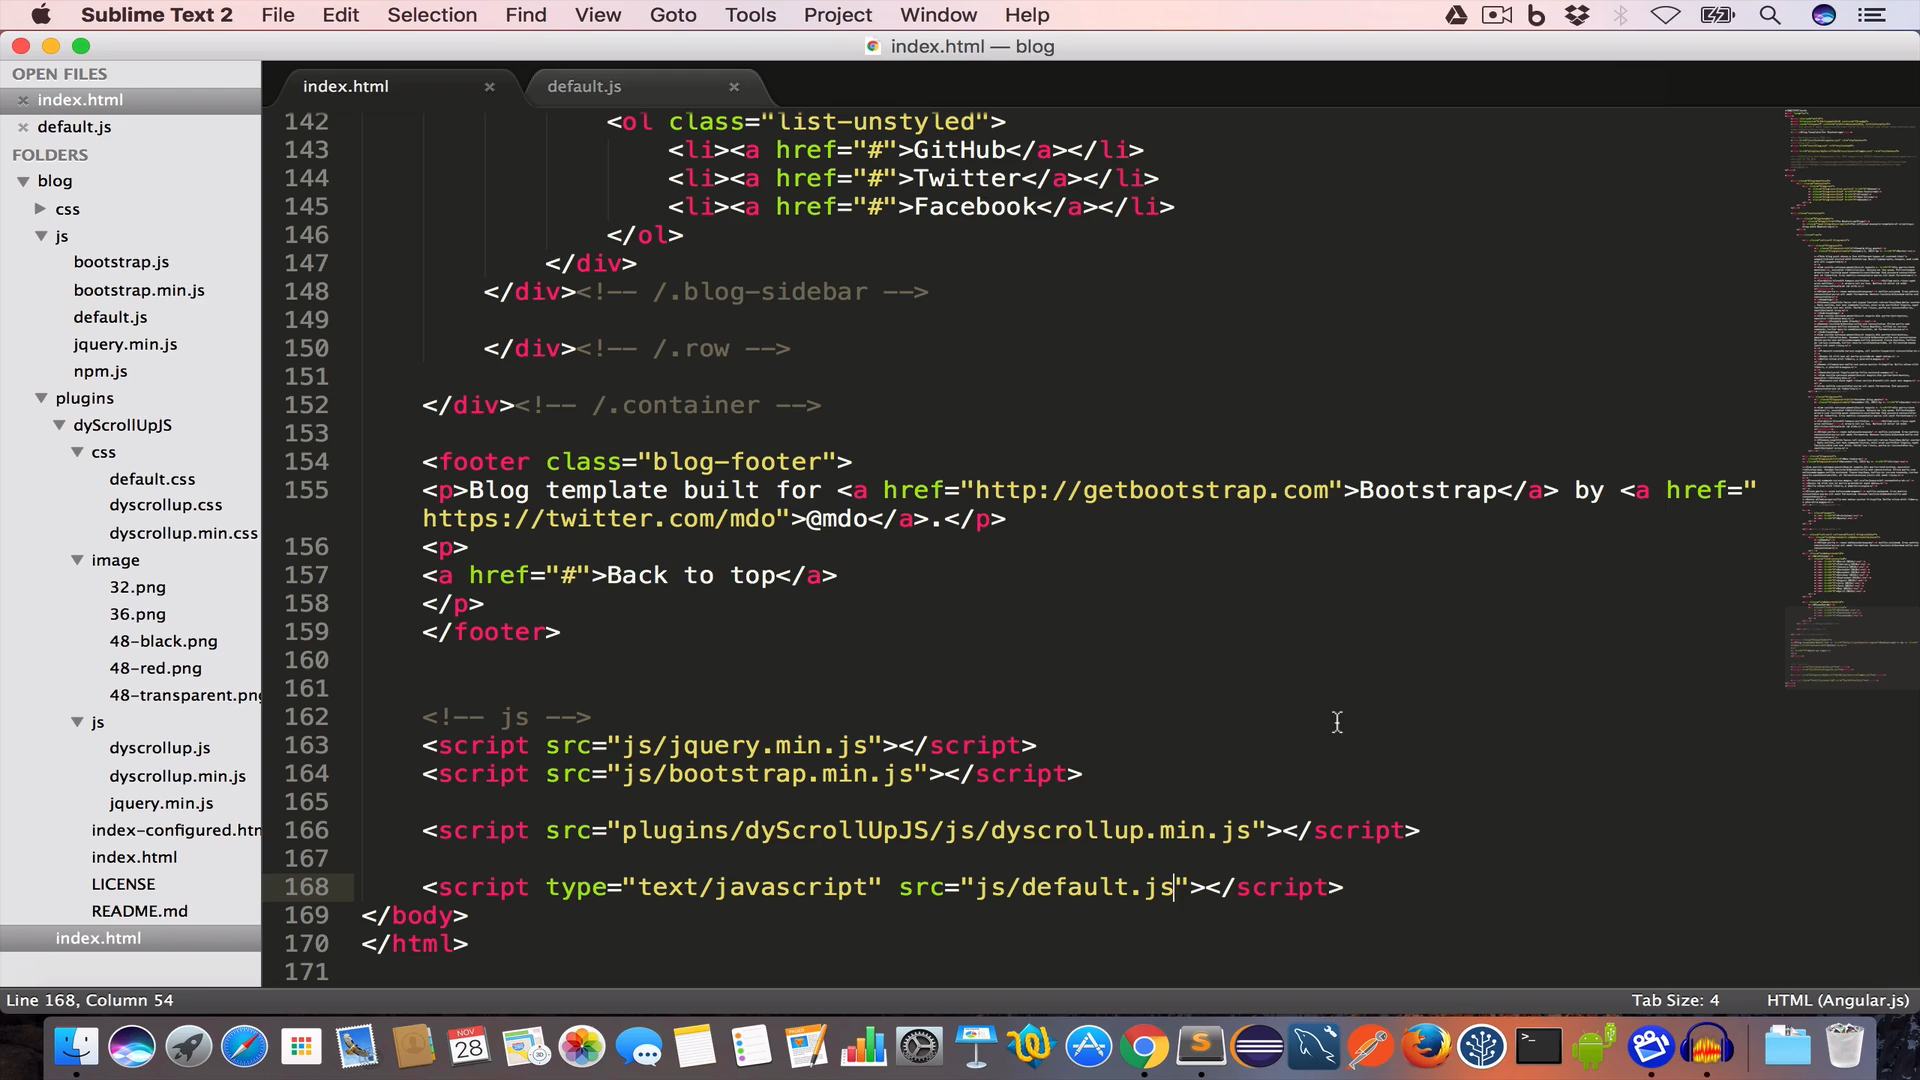 Sublime Text 2 File Edit Selection Find View Goto Tools Project Window Help
index.html — blog
OPEN FILES
index.html
default.js
FOLDERS
blog
css
js
bootstrap.js
bootstrap.min.js
default.js
jquery.min.js
npm.js
plugins
dyScrollUpJS
css
default.css
dyscrollup.css
dyscrollup.min.css
image
32.png
36.png
48-black.png
48-red.png
48-transparent.png
js
dyscrollup.js
dyscrollup.min.js
jquery.min.js
index-configured.htm
index.html
LICENSE
README.md
index.html
index.html default.js
142 <ol class="list-unstyled">
143 <li><a href="#">GitHub</a></li>
144 <li><a href="#">Twitter</a></li>
145 <li><a href="#">Facebook</a></li>
146 </ol>
147 </div>
148 </div><!-- /.blog-sidebar -->
149
150 </div><!-- /.row -->
151
152 </div><!-- /.container -->
153
154 <footer class="blog-footer">
155 <p>Blog template built for <a href="http://getbootstrap.com">Bootstrap</a> by <a href="
https://twitter.com/mdo">@mdo</a>.</p>
156 <p>
157 <a href="#">Back to top</a>
158 </p>
159 </footer>
160
161
162 <!-- js -->
163 <script src="js/jquery.min.js"></script>
164 <script src="js/bootstrap.min.js"></script>
165
166 <script src="plugins/dyScrollUpJS/js/dyscrollup.min.js"></script>
167
168 <script type="text/javascript" src="js/default.js"></script>
169 </body>
170 </html>
171
Line 168, Column 54 Tab Size: 4 HTML (Angular.js)
NOV
28